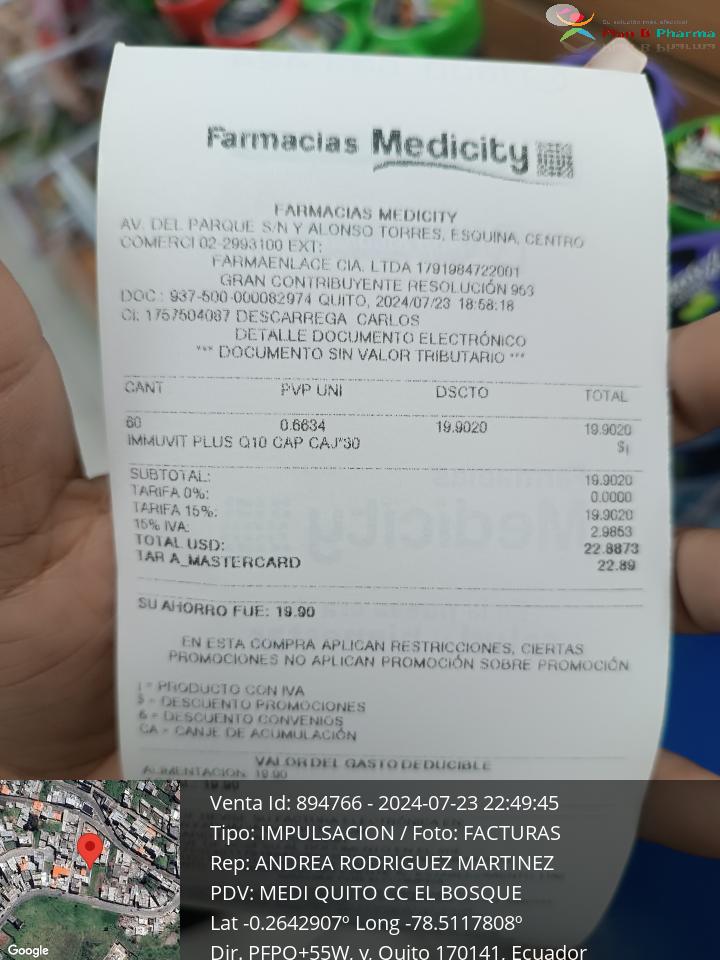 Su solución más efectiva
Plan B Pharma
Farmacias Medicity
FARMACIAS MEDICITY
AV. DEL PARQUE S/N Y ALONSO TORRES, ESQUINA, CENTRO
COMERCI 02-2993100 EXT:
FARMAENLACE CIA. LTDA 1791984722001
GRAN CONTRIBUYENTE RESOLUCIÓN 953
DOC : 937-500-000082974 QUITO, 2024/07/23 18:58:18
CI: 1757504087 DESCARREGA CARLOS
DETALLE DOCUMENTO ELECTRÓNICO
*** DOCUMENTO SIN VALOR TRIBUTARIO ***
CANT PVP UNI DSCTO TOTAL
60 0.6634 19.9020 19.9020
IMMUVIT PLUS Q10 CAP CAJ*30 $¡
SUBTOTAL: 19.9020
TARIFA 0%: 0.0000
TARIFA 15%: 19.9020
15% IVA: 2.9853
TOTAL USD: 22.8873
TAR A_MASTERCARD 22.89
SU AHORRO FUE: 19.90
EN ESTA COMPRA APLICAN RESTRICCIONES, CIERTAS
PROMOCIONES NO APLICAN PROMOCIÓN SOBRE PROMOCIÓN
¡ = PRODUCTO CON IVA
$ = DESCUENTO PROMOCIONES
& = DESCUENTO CONVENIOS
CA = CANJE DE ACUMULACIÓN
VALOR DEL GASTO DEDUCIBLE
ALIMENTACION: 19.90
Venta Id: 894766 - 2024-07-23 22:49:45
Tipo: IMPULSACION / Foto: FACTURAS
Rep: ANDREA RODRIGUEZ MARTINEZ
PDV: MEDI QUITO CC EL BOSQUE
Lat -0.2642907º Long -78.5117808º
Dir. PFPQ+55W, v, Quito 170141, Ecuador
Google